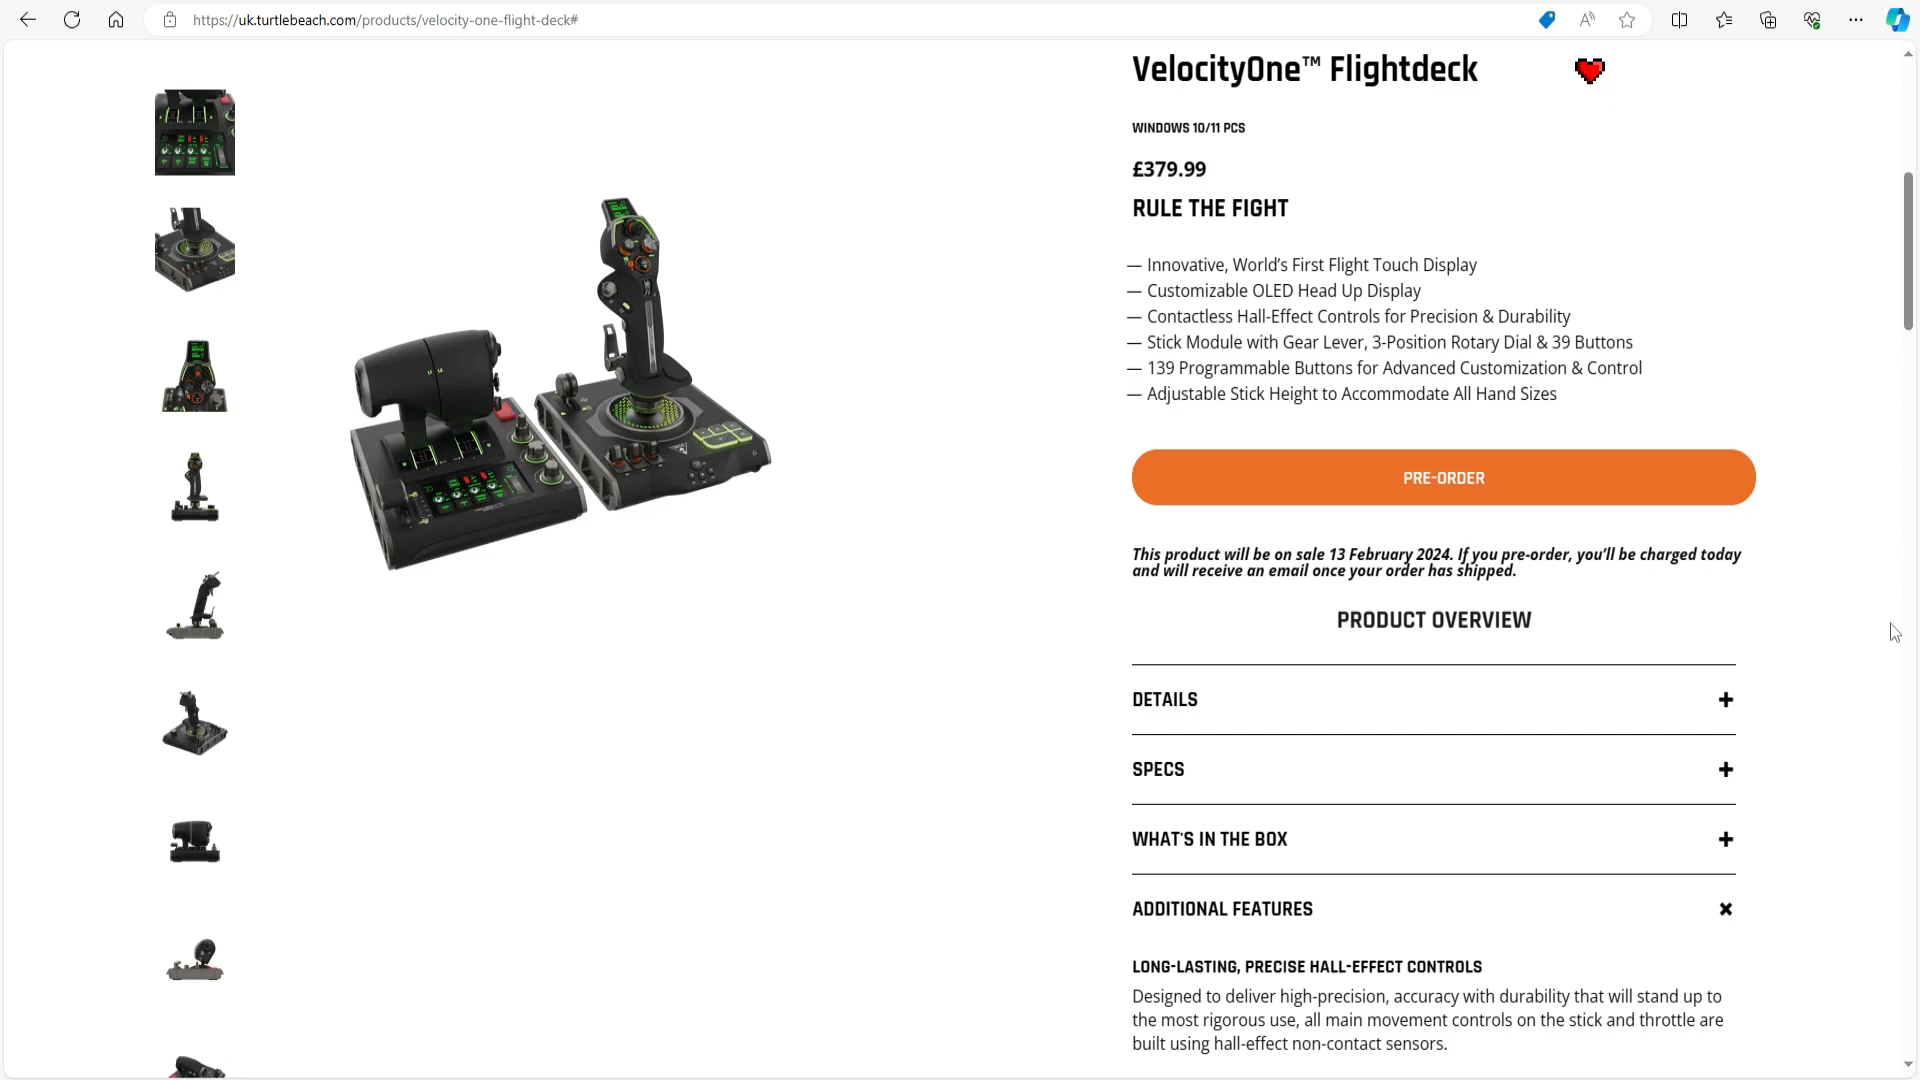 https://uk.turtlebeach.com/products/velocity-one-flight-deck#
VelocityOne™ Flightdeck
WINDOWS 10/11 PCS
£379.99
RULE THE FIGHT
— Innovative, World’s First Flight Touch Display
— Customizable OLED Head Up Display
— Contactless Hall-Effect Controls for Precision & Durability
— Stick Module with Gear Lever, 3-Position Rotary Dial & 39 Buttons
— 139 Programmable Buttons for Advanced Customization & Control
— Adjustable Stick Height to Accommodate All Hand Sizes
PRE-ORDER
This product will be on sale 13 February 2024. If you pre-order, you’ll be charged today
and will receive an email once your order has shipped.
PRODUCT OVERVIEW
DETAILS
SPECS
WHAT'S IN THE BOX
ADDITIONAL FEATURES
LONG-LASTING, PRECISE HALL-EFFECT CONTROLS
Designed to deliver high-precision, accuracy with durability that will stand up to
the most rigorous use, all main movement controls on the stick and throttle are
built using hall-effect non-contact sensors.